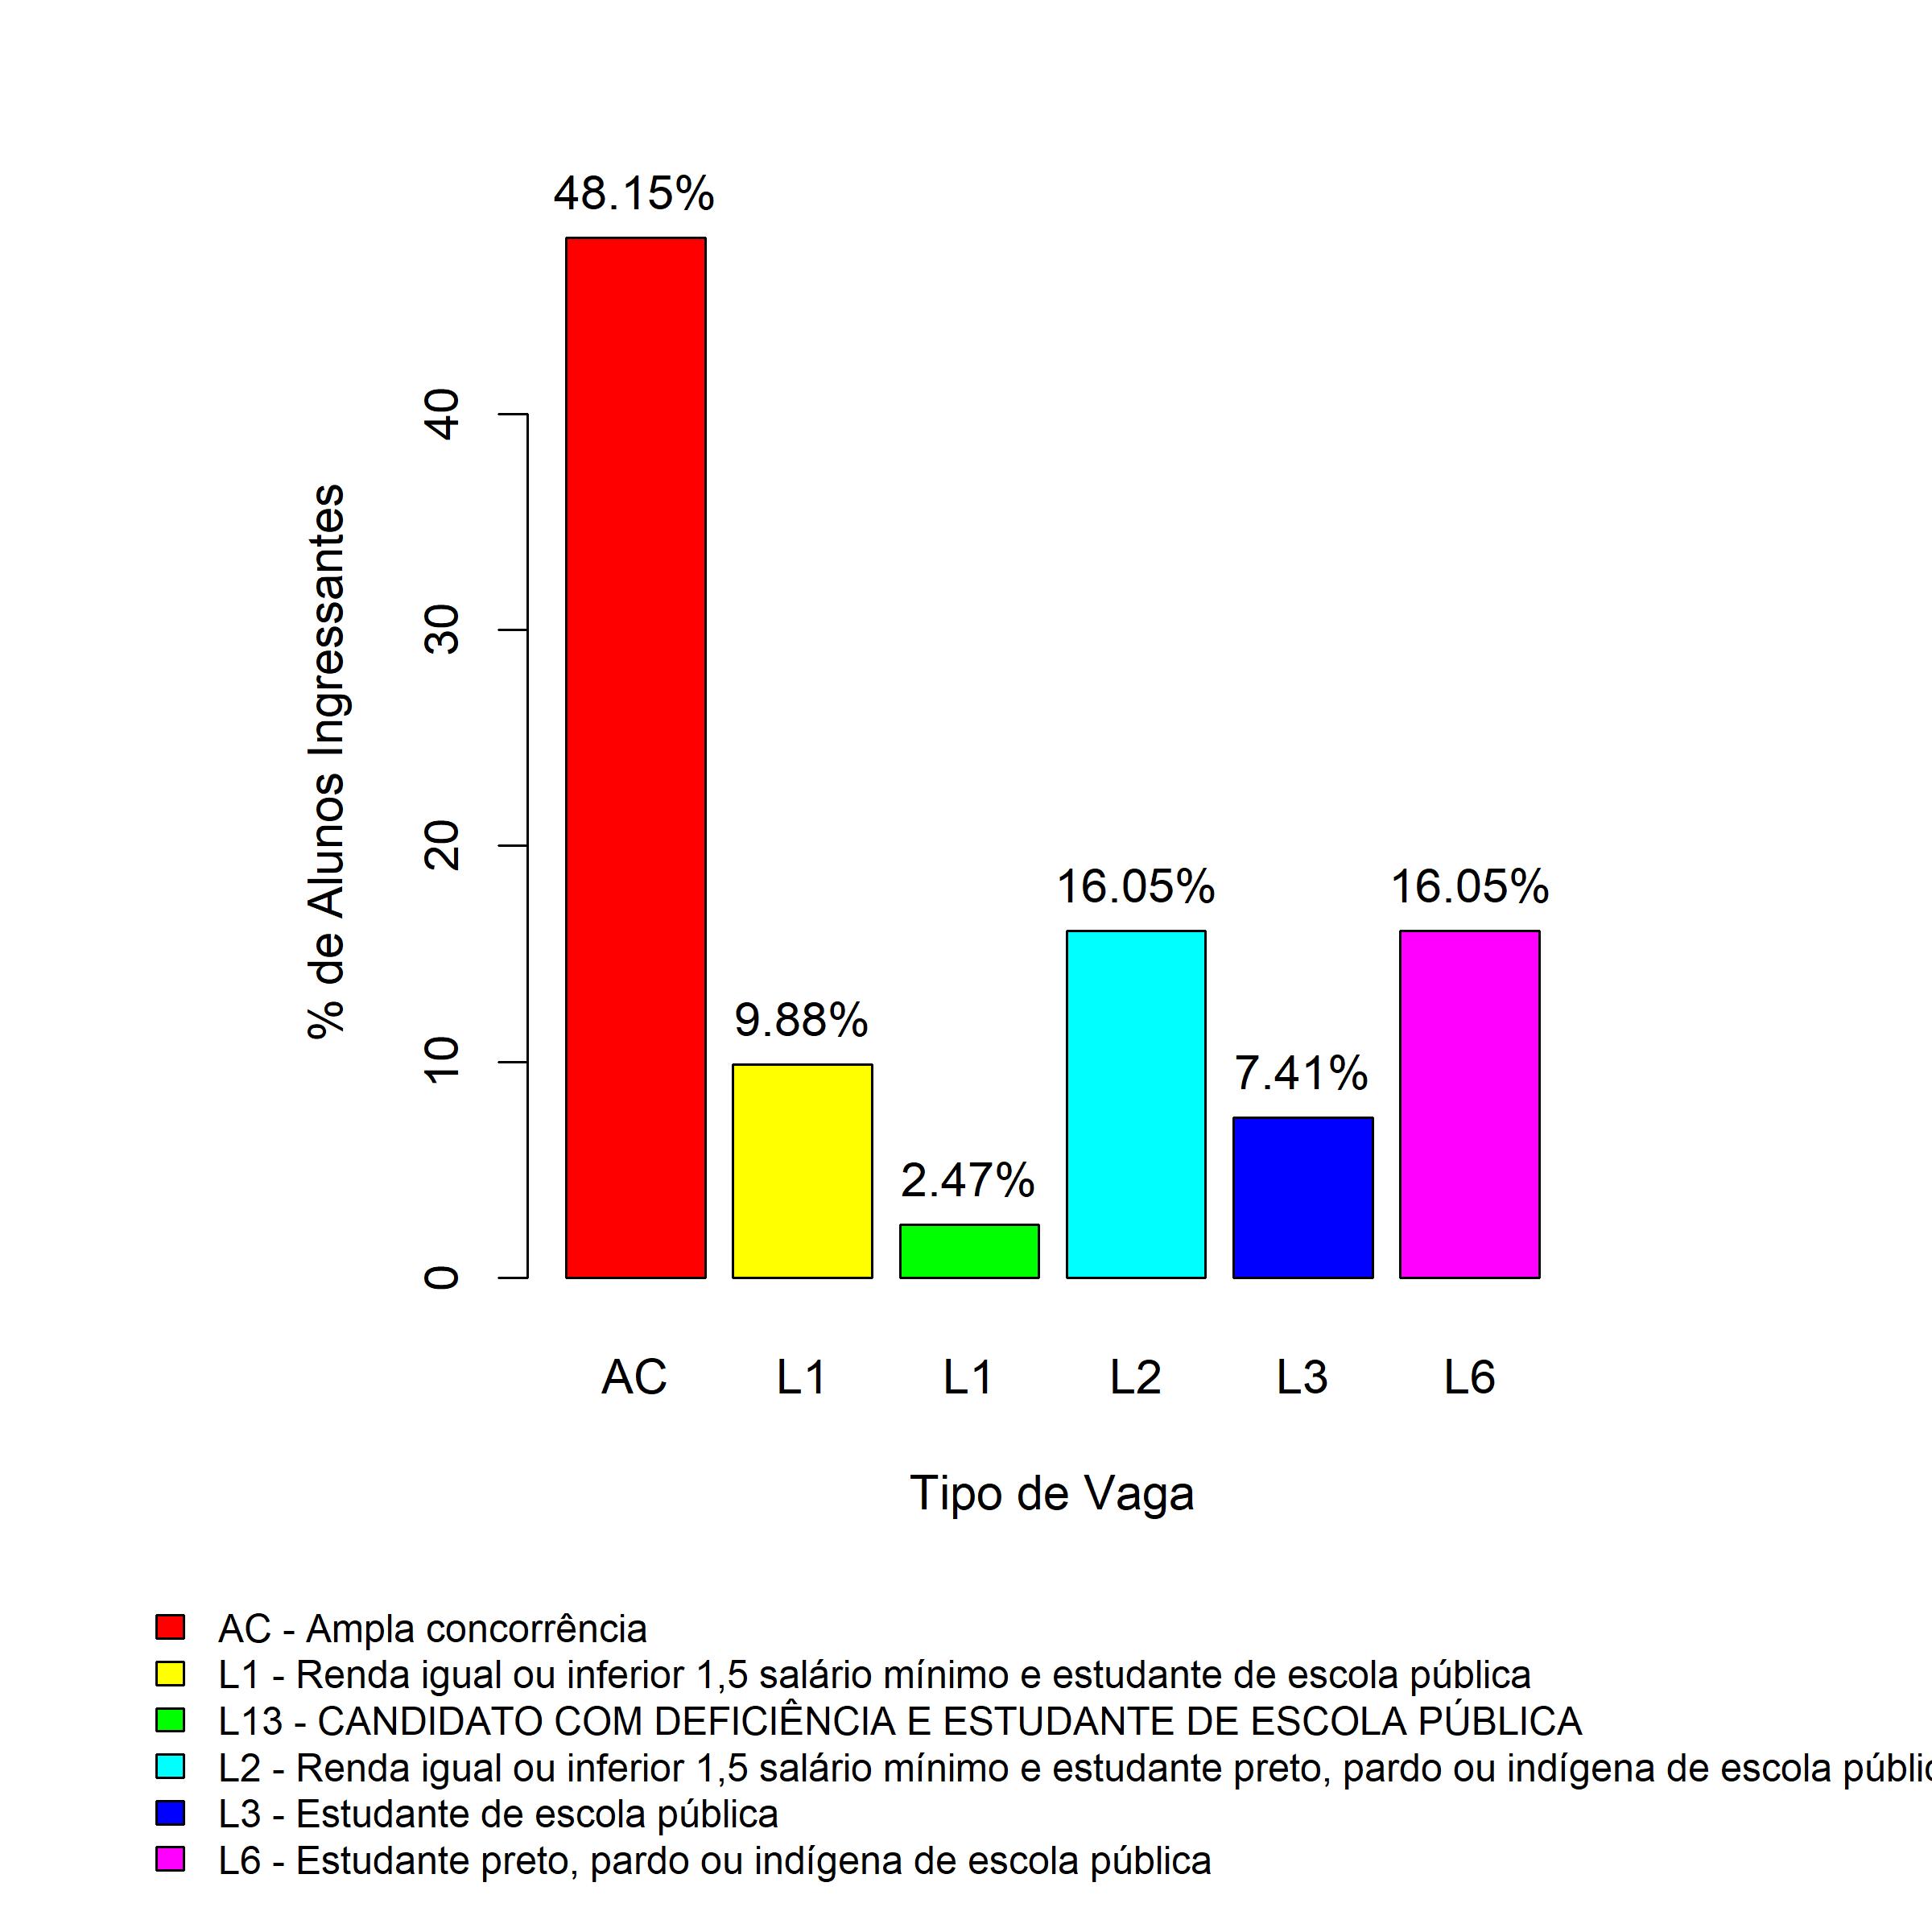 48.15%
40
30
20
10
0
% de Alunos Ingressantes
9.88%
2.47%
16.05%
7.41%
16.05%
AC L1 L1 L2 L3 L6
Tipo de Vaga
AC - Ampla concorrência
L1 - Renda igual ou inferior 1,5 salário mínimo e estudante de escola pública
L13 - CANDIDATO COM DEFICIÊNCIA E ESTUDANTE DE ESCOLA PÚBLICA
L2 - Renda igual ou inferior 1,5 salário mínimo e estudante preto, pardo ou indígena de escola
L3 - Estudante de escola pública
L6 - Estudante preto, pardo ou indígena de escola pública